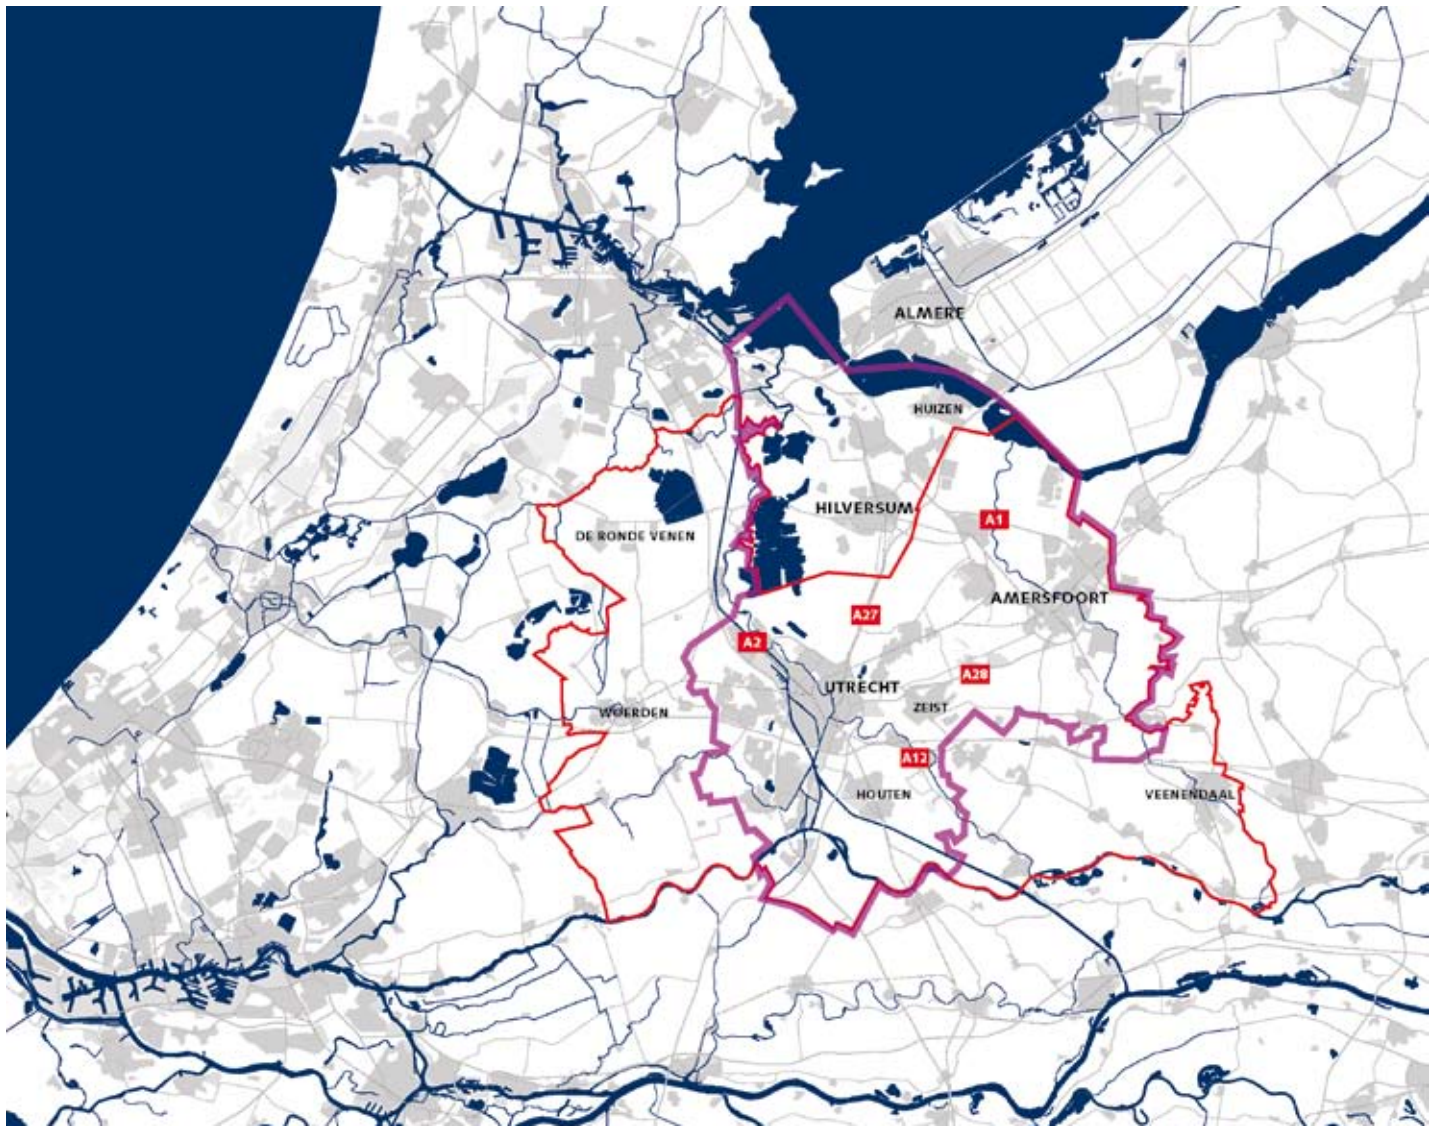 ALMERE
HUIZEN
HILVERSUM
A1
DE RONDE VENEN
AMERSFOORT
A27
A2
A28
UTRECHT
ZEIST
WOERDEN
A12
HOUTEN
VEENENDAAL